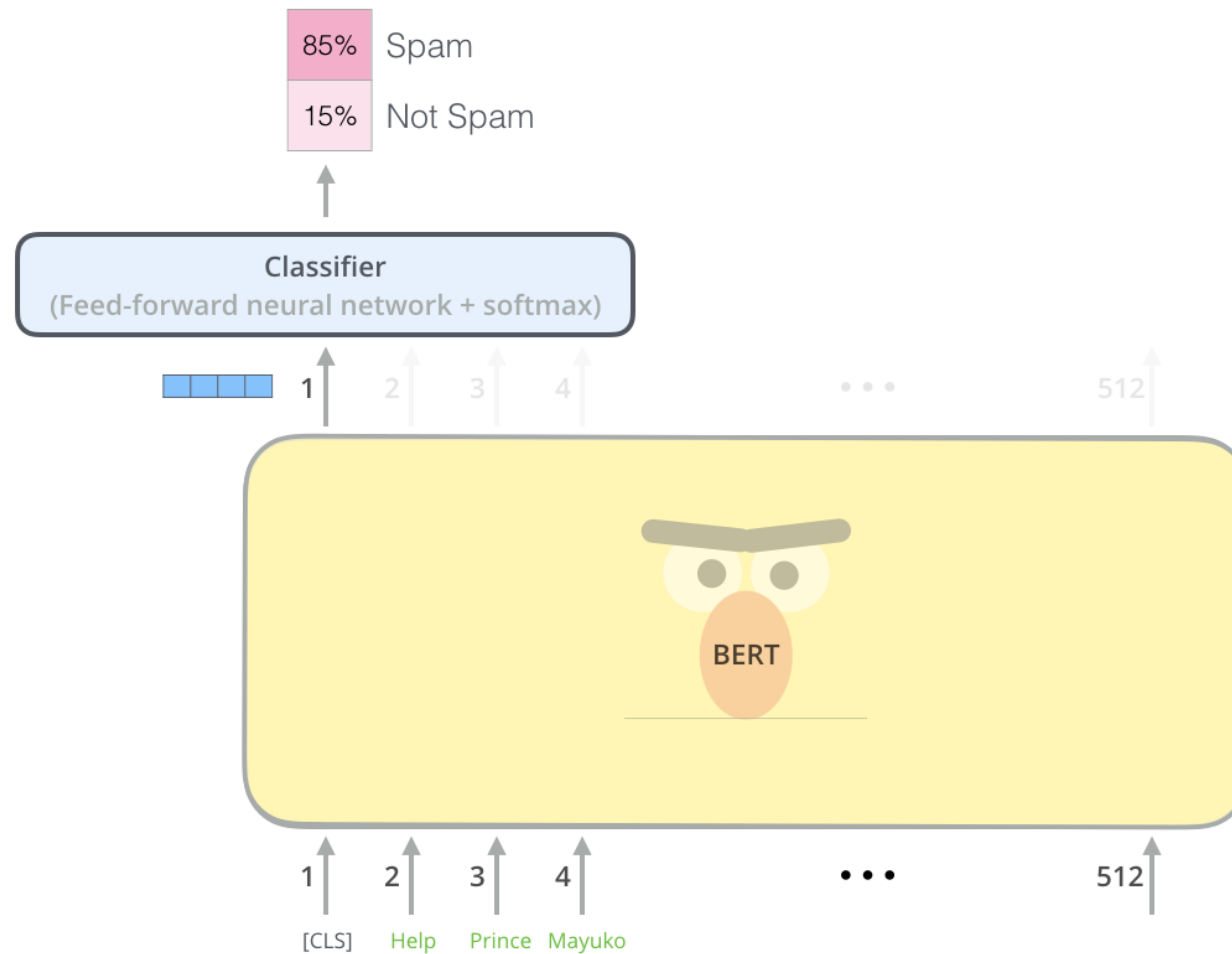 85% Spam
15% Not Spam
Classifier
(Feed-forward neural network + softmax)
1 2 3 4 ••• 512
BERT
1 2 3 4 ••• 512
[CLS] Help Prince Mayuko